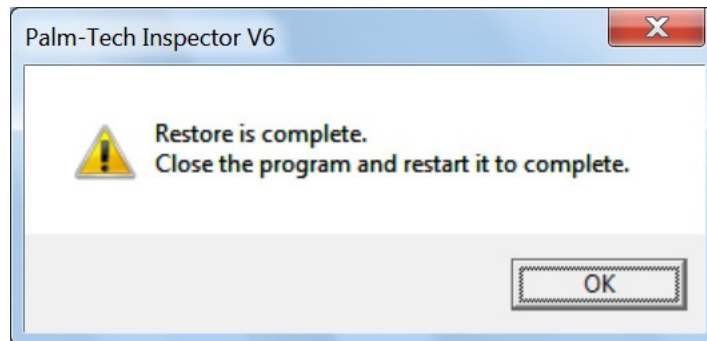 Palm-Tech Inspector V6
Restore is complete.
Close the program and restart it to complete.
OK